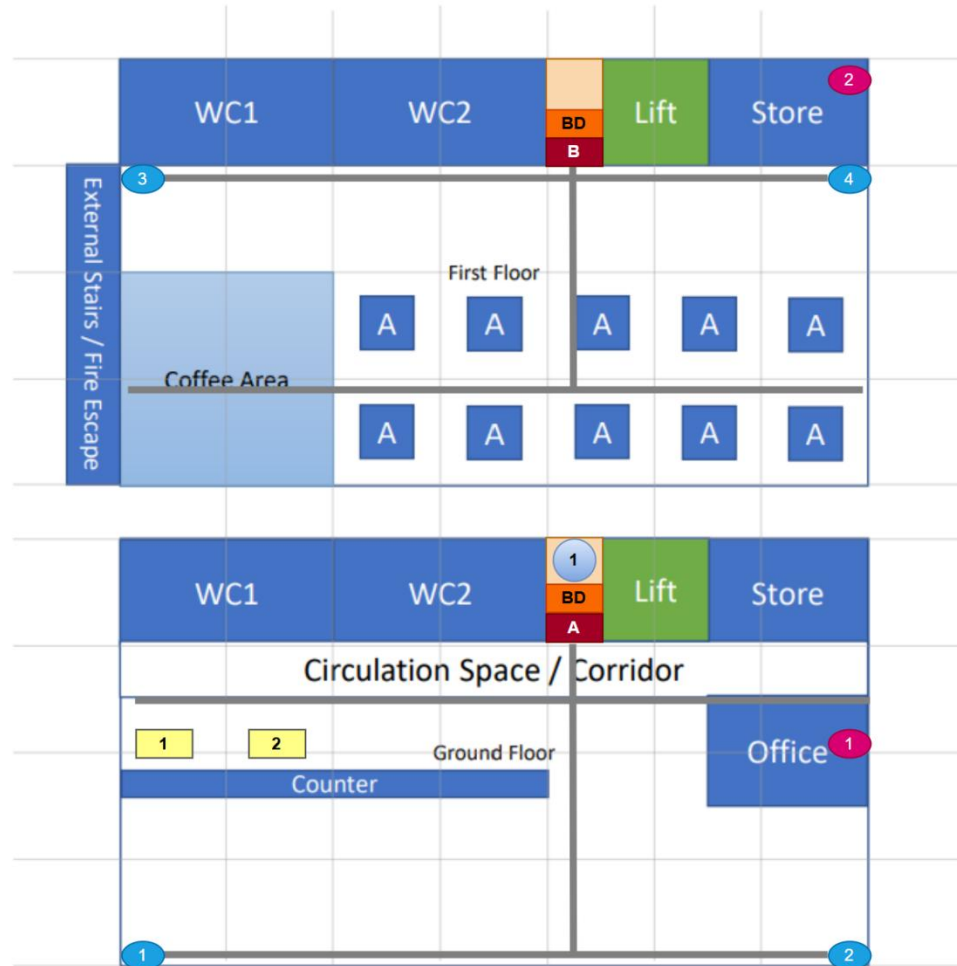 WC1
WC2
BD
B
Lift
Store
2
External Stairs / Fire Escape
3
4
First Floor
A
A
A
A
A
Coffee Area
A
A
A
A
A
WC1
WC2
1
BD
A
Lift
Store
Circulation Space / Corridor
1
2
Ground Floor
Office
1
Counter
1
2